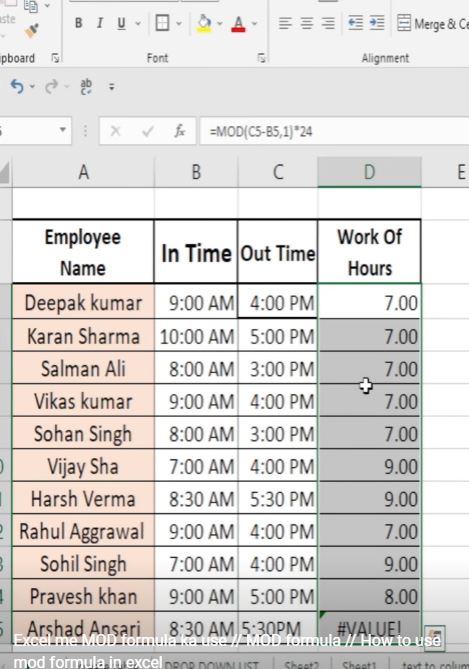 aste
B I U
A
Merge & Ce
ipboard
Font
Alignment
ab
=MOD(C5-B5,1)*24
fx
A B C D E
Employee Name In Time Out Time Work Of Hours
Deepak kumar 9:00 AM 4:00 PM 7.00
Karan Sharma 10:00 AM 5:00 PM 7.00
Salman Ali 8:00 AM 3:00 PM 7.00
Vikas kumar 9:00 AM 4:00 PM 7.00
Sohan Singh 8:00 AM 3:00 PM 7.00
Vijay Sha 7:00 AM 4:00 PM 9.00
Harsh Verma 8:30 AM 5:30 PM 9.00
Rahul Aggrawal 9:00 AM 4:00 PM 7.00
Sohil Singh 7:00 AM 4:00 PM 9.00
Pravesh khan 9:00 AM 5:00 PM 8.00
Arshad Ansari 8:30 AM 5:30PM #VALUE!
Excel me MOD formula ka use // MOD formula // How to use
mod formula in excel
DROP DOWN LIST Sheet2 Sheet1 text to colum